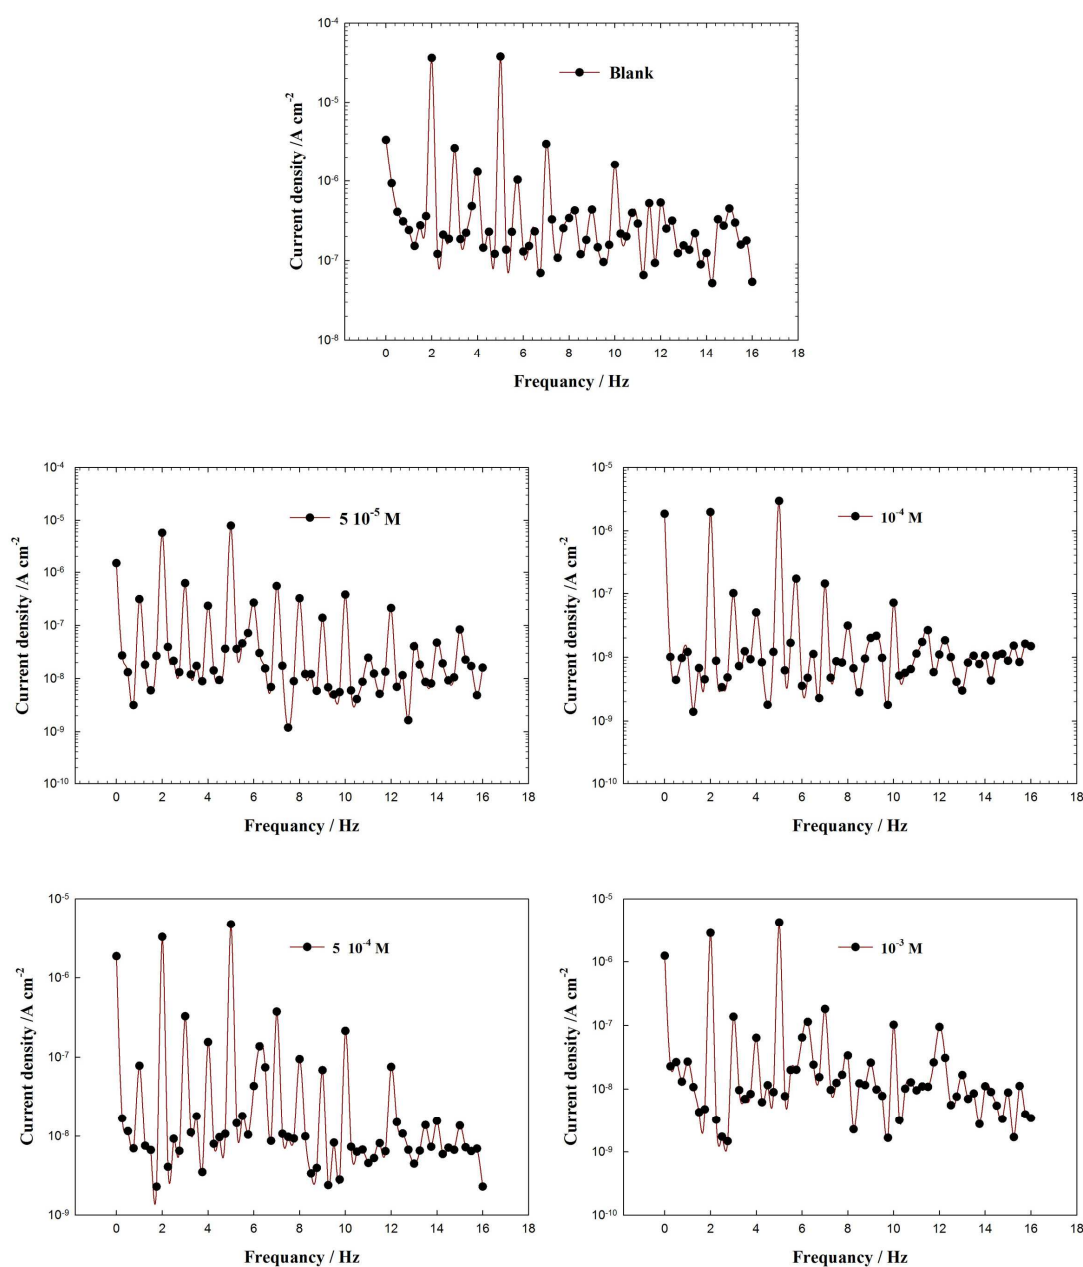 10⁻⁴
Blank
10⁻⁵
10⁻⁶
10⁻⁷
10⁻⁸
Current density /A cm⁻²
0 2 4 6 8 10 12 14 16 18
Frequancy / Hz
10⁻⁴
5 10⁻⁵ M
10⁻⁵
10⁻⁶
10⁻⁷
10⁻⁸
10⁻⁹
10⁻¹⁰
Current density /A cm⁻²
0 2 4 6 8 10 12 14 16 18
Frequancy / Hz
10⁻⁵
10⁻⁴ M
10⁻⁶
10⁻⁷
10⁻⁸
10⁻⁹
10⁻¹⁰
Current density /A cm⁻²
0 2 4 6 8 10 12 14 16 18
Frequancy / Hz
10⁻⁵
5 10⁻⁴ M
10⁻⁶
10⁻⁷
10⁻⁸
10⁻⁹
Current density /A cm⁻²
0 2 4 6 8 10 12 14 16 18
Frequancy / Hz
10⁻⁵
10⁻³ M
10⁻⁶
10⁻⁷
10⁻⁸
10⁻⁹
10⁻¹⁰
Current density /A cm⁻²
0 2 4 6 8 10 12 14 16 18
Frequancy / Hz